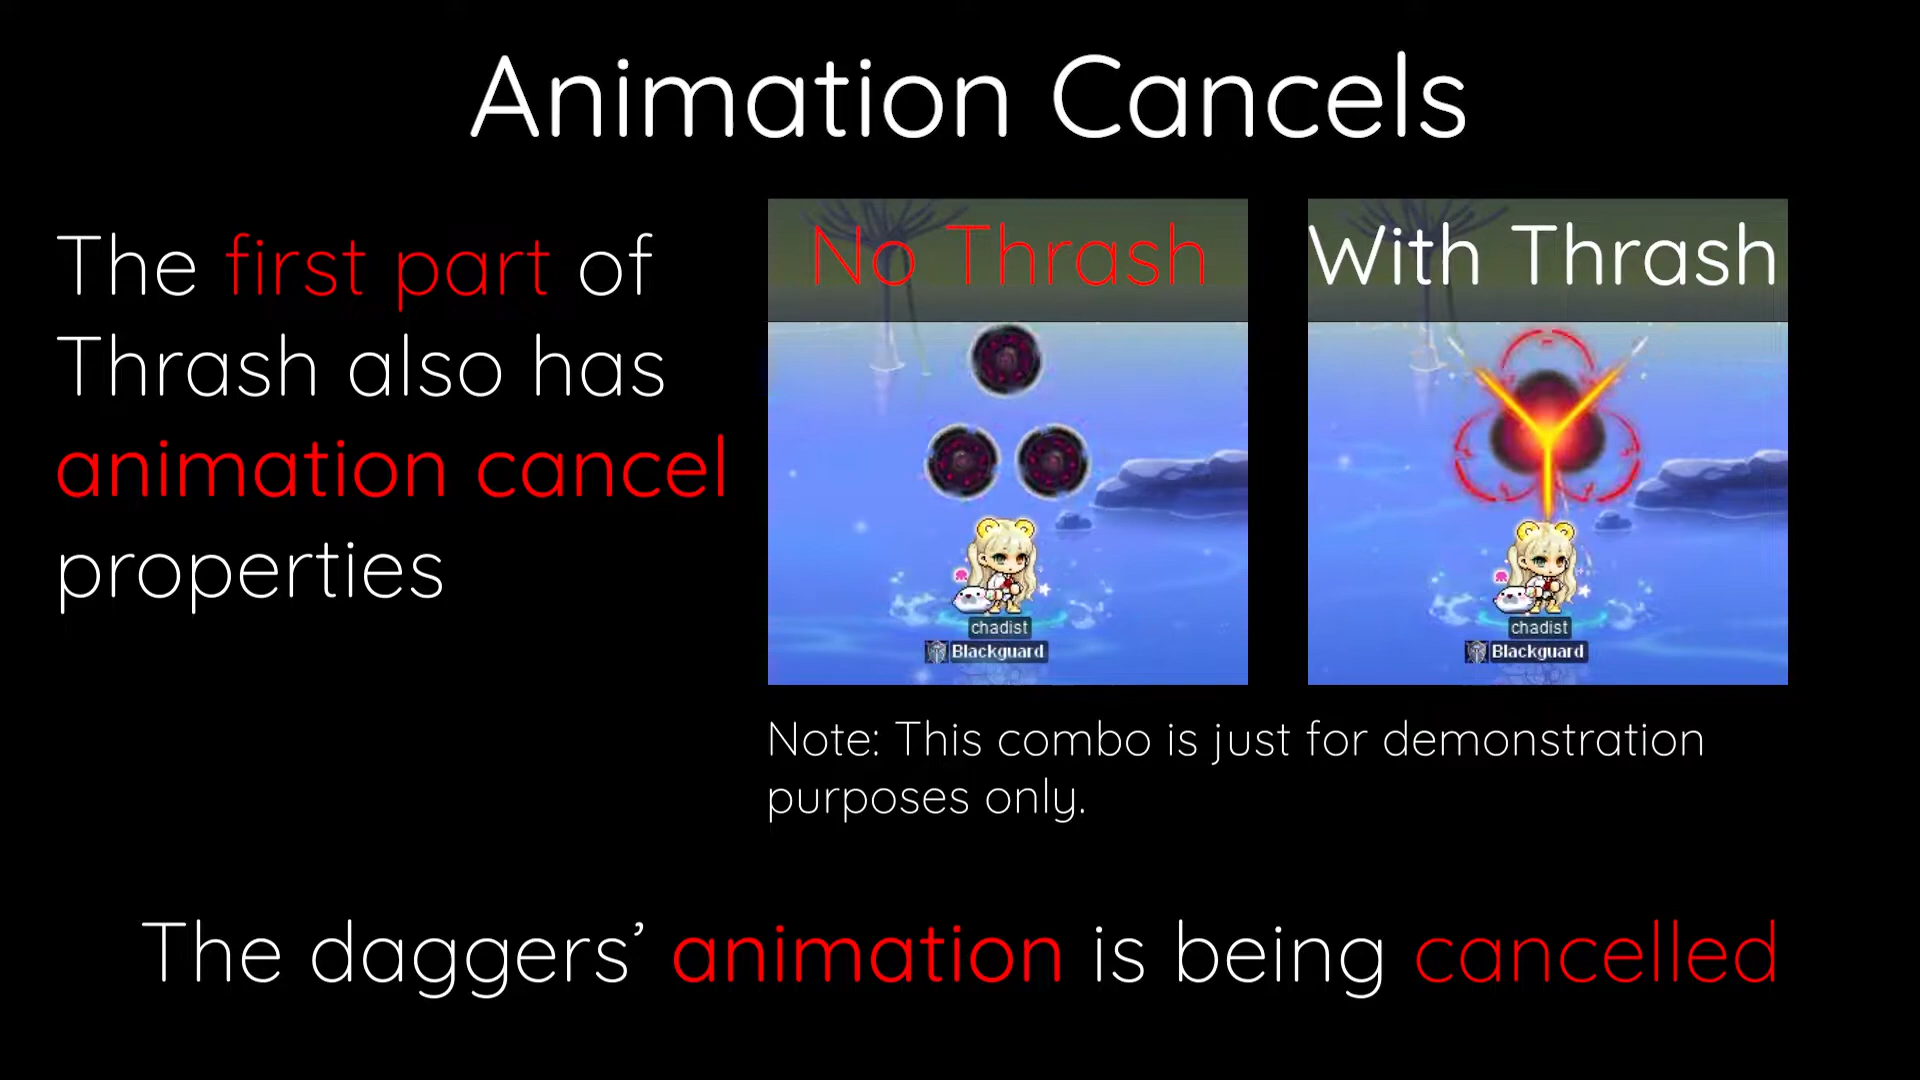 Animation Cancels
The first part of
Thrash also has
animation cancel
properties
No Thrash
With Thrash
chadist
Blackguard
chadist
Blackguard
Note: This combo is just for demonstration
purposes only.
The daggers’ animation is being cancelled